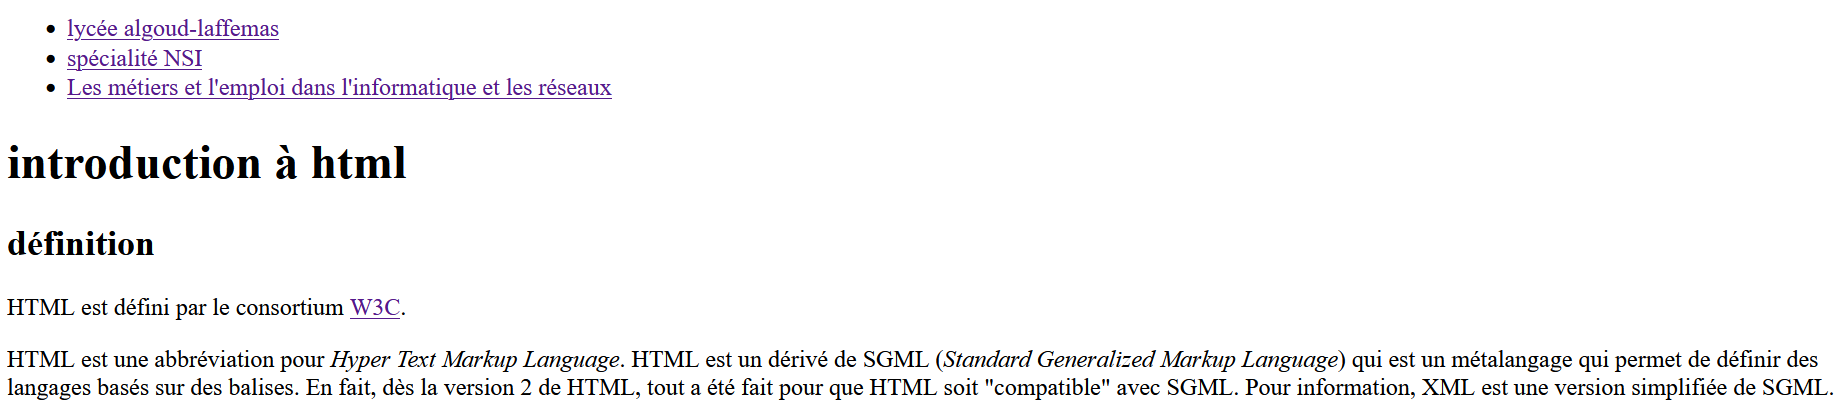 lycée algoud-laffemas
spécialité NSI
Les métiers et l'emploi dans l'informatique et les réseaux
introduction à html
définition
HTML est défini par le consortium W3C.
HTML est une abbréviation pour Hyper Text Markup Language. HTML est un dérivé de SGML (Standard Generalized Markup Language) qui est un métalangage qui permet de définir des
langages basés sur des balises. En fait, dès la version 2 de HTML, tout a été fait pour que HTML soit "compatible" avec SGML. Pour information, XML est une version simplifiée de SGML.